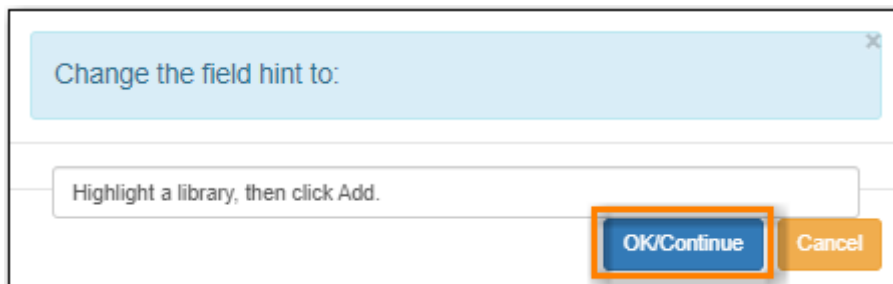 Change the field hint to:
×
Highlight a library, then click Add.
OK/Continue
Cancel